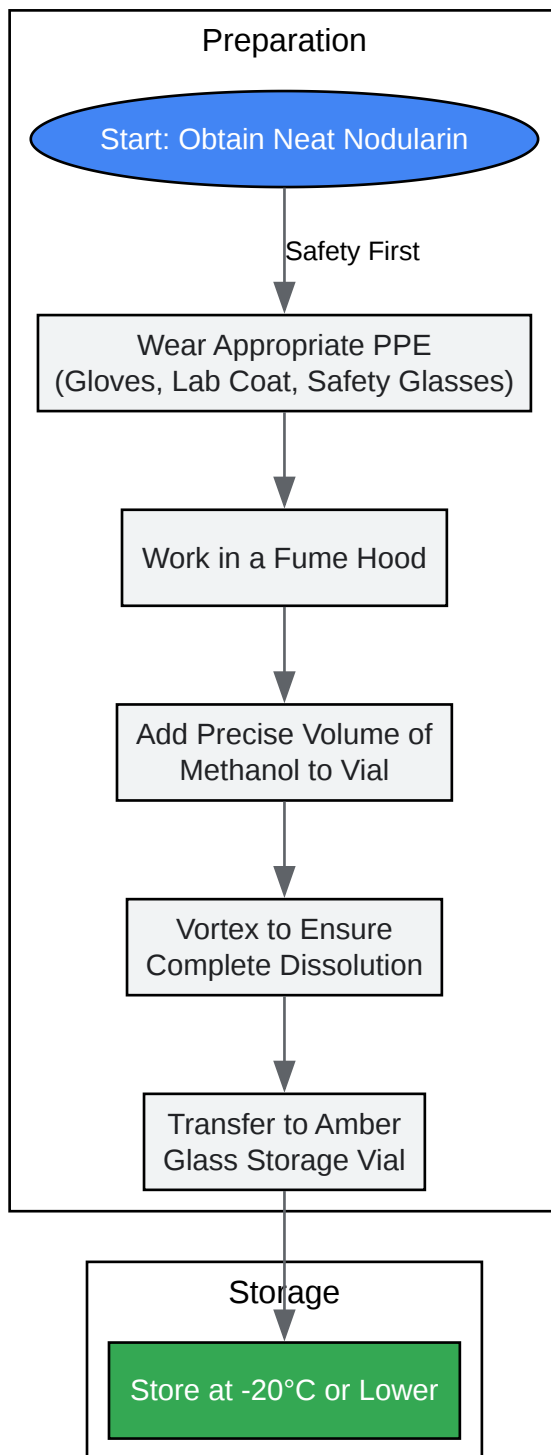 Preparation
Start: Obtain Neat Nodularin
Safety First
Wear Appropriate PPE
(Gloves, Lab Coat, Safety Glasses)
Work in a Fume Hood
Add Precise Volume of
Methanol to Vial
Vortex to Ensure
Complete Dissolution
Transfer to Amber
Glass Storage Vial
Storage
Store at -20°C or Lower